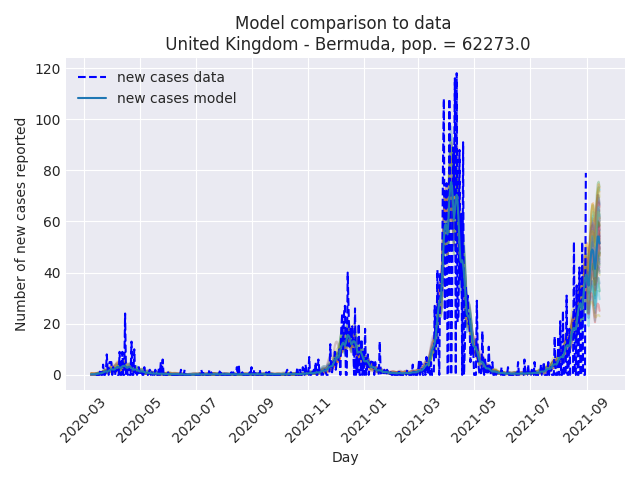 Model comparison to data
United Kingdom - Bermuda, pop. = 62273.0
new cases data
new cases model
Number of new cases reported
120
100
80
60
40
20
0
2020-03
2020-05
2020-07
2020-09
2020-11
2021-01
2021-03
2021-05
2021-07
2021-09
Day